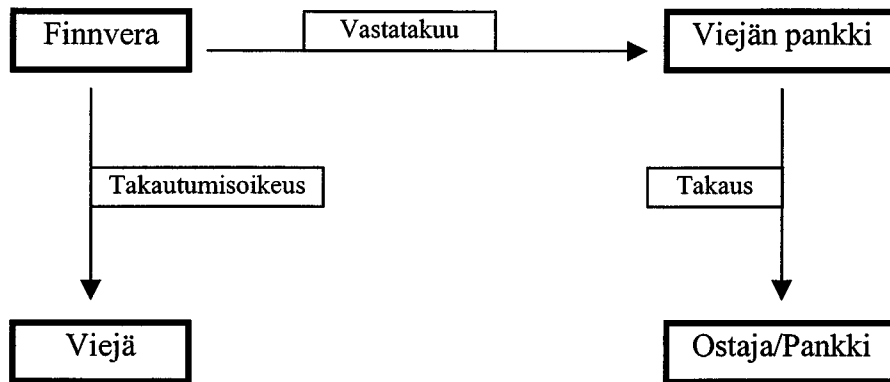 Finnvera
Vastatakuu
Viejän pankki
Takautumisoikeus
Takaus
Viejä
Ostaja/Pankki